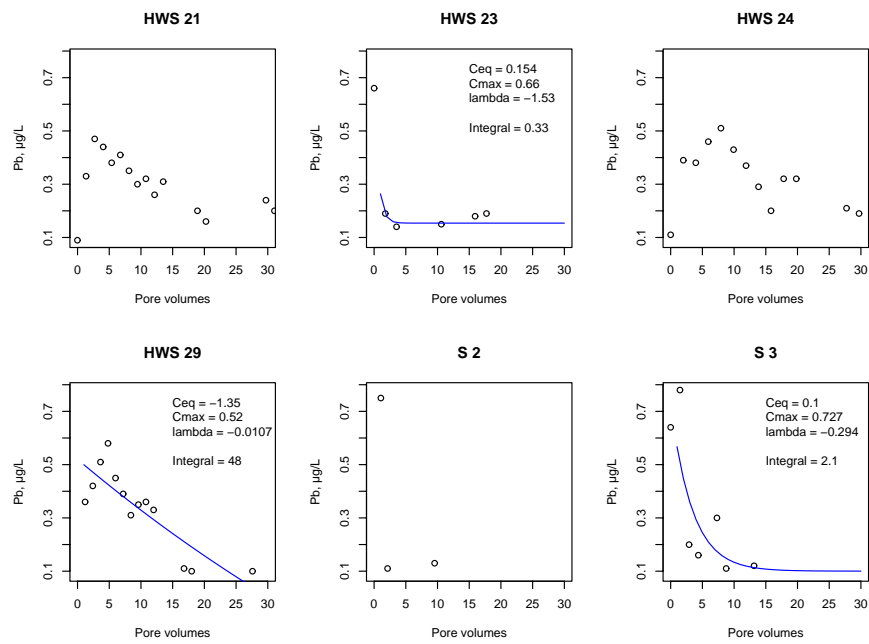 HWS 21
Pb, µg/L
0.1 0.3 0.5 0.7
0 5 10 15 20 25 30
Pore volumes
HWS 23
Ceq = 0.154
Cmax = 0.66
lambda = −1.53
Integral = 0.33
Pb, µg/L
0.1 0.3 0.5 0.7
0 5 10 15 20 25 30
Pore volumes
HWS 24
Pb, µg/L
0.1 0.3 0.5 0.7
0 5 10 15 20 25 30
Pore volumes
HWS 29
Ceq = −1.35
Cmax = 0.52
lambda = −0.0107
Integral = 48
Pb, µg/L
0.1 0.3 0.5 0.7
0 5 10 15 20 25 30
Pore volumes
S 2
Pb, µg/L
0.1 0.3 0.5 0.7
0 5 10 15 20 25 30
Pore volumes
S 3
Ceq = 0.1
Cmax = 0.727
lambda = −0.294
Integral = 2.1
Pb, µg/L
0.1 0.3 0.5 0.7
0 5 10 15 20 25 30
Pore volumes